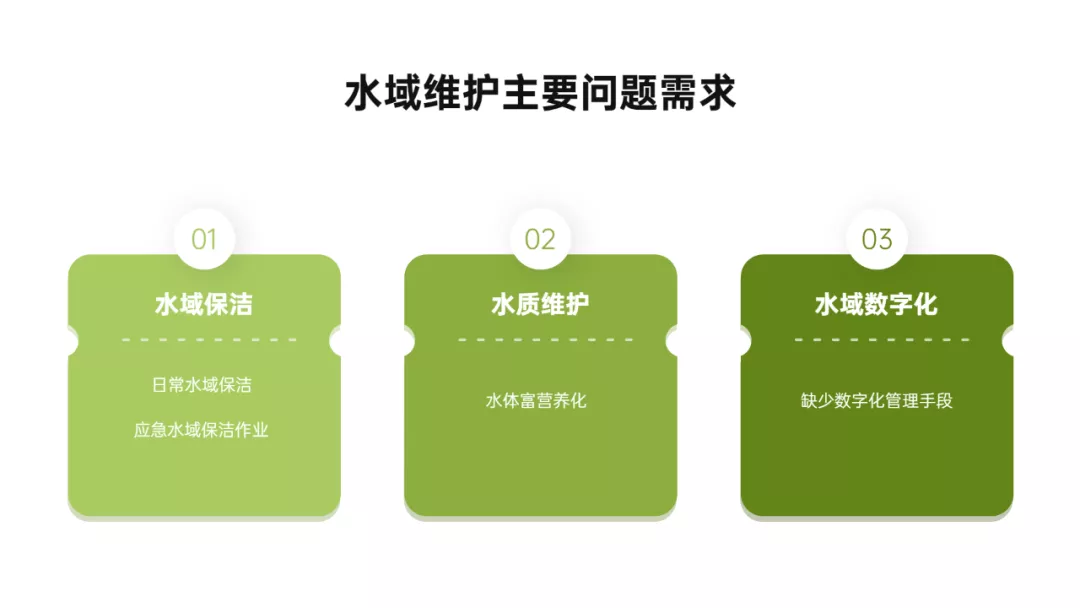 水域维护主要问题需求
01
水域保洁
日常水域保洁
应急水域保洁作业
02
水质维护
水体富营养化
03
水域数字化
缺少数字化管理手段